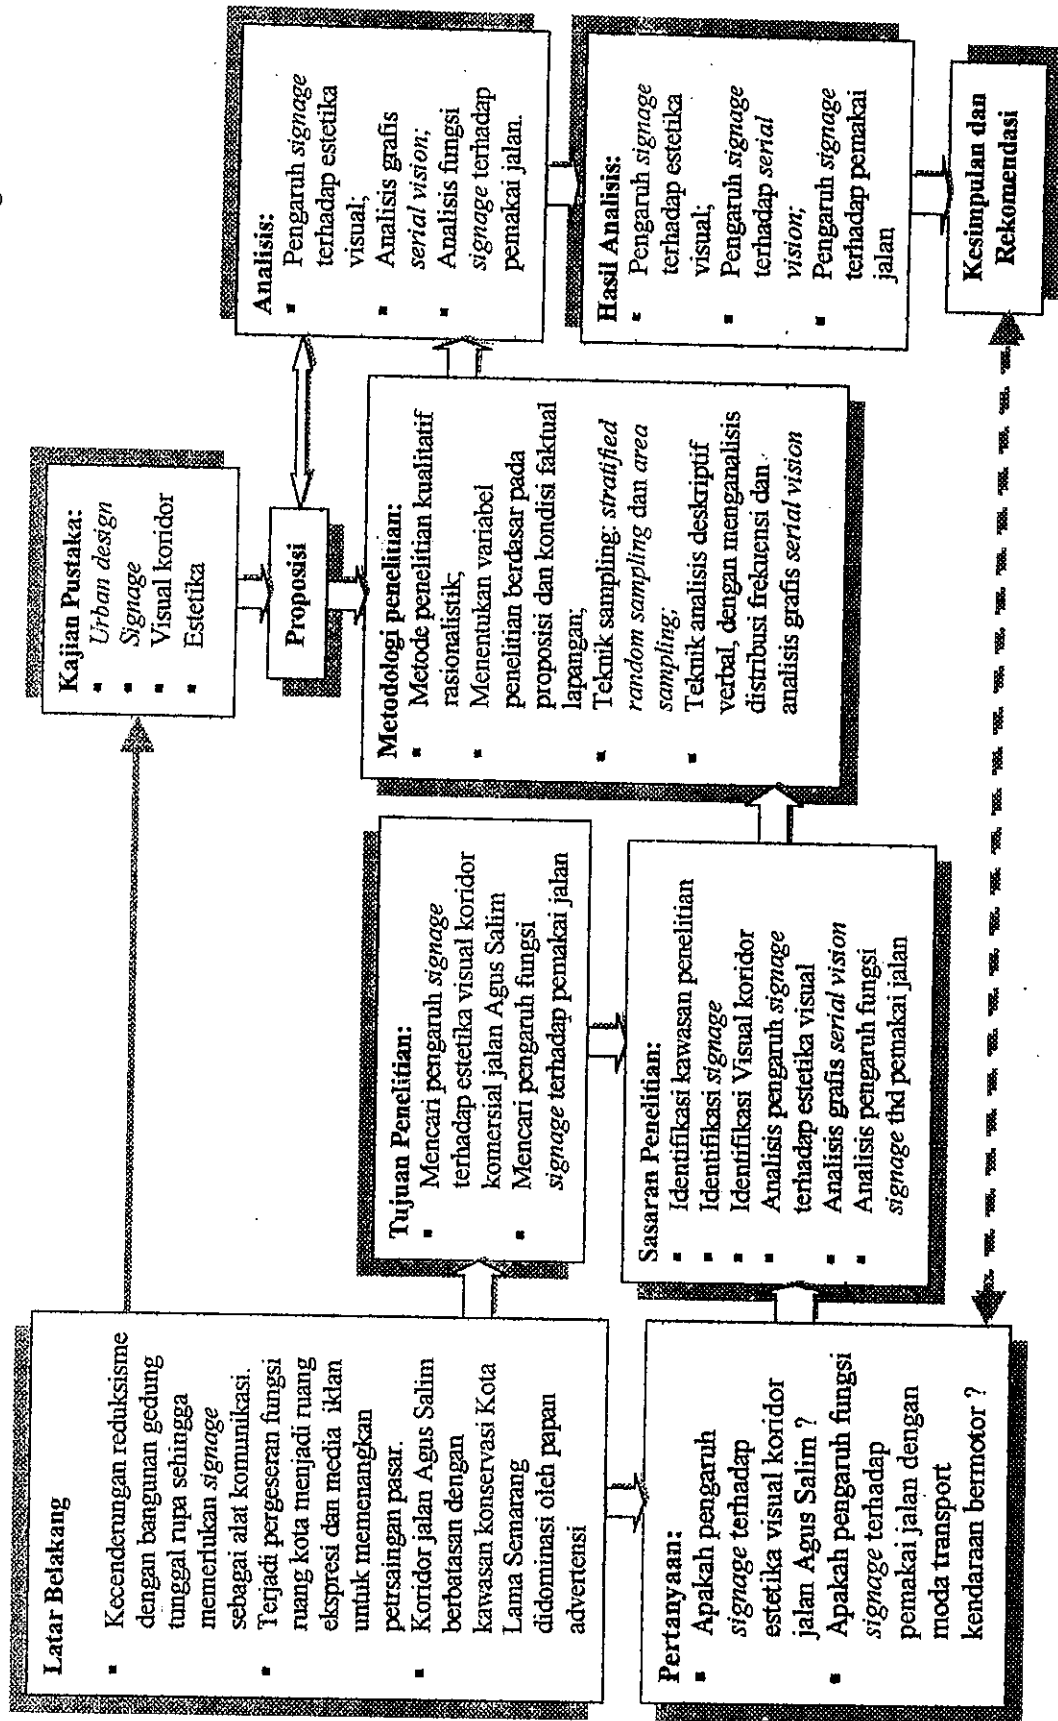 Latar Belakang
▪ Kecenderungan reduksisme
dengan bangunan gedung
tunggal rupa sehingga
memerlukan signage
sebagai alat komunikasi.
▪ Terjadi pergeseran fungsi
ruang kota menjadi ruang
ekspresi dan media iklan
untuk memenangkan
petrsaingan pasar.
▪ Koridor jalan Agus Salim
berbatasan dengan
kawasan konservasi Kota
Lama Semarang
didominasi oleh papan
advertensi
Pertanyaan:
▪ Apakah pengaruh
signage terhadap
estetika visual koridor
jalan Agus Salim ?
▪ Apakah pengaruh fungsi
signage terhadap
pemakai jalan dengan
moda transport
kendaraan bermotor ?
Tujuan Penelitian:
▪ Mencari pengaruh signage
terhadap estetika visual koridor
komersial jalan Agus Salim
▪ Mencari pengaruh fungsi
signage terhadap pemakai jalan
Sasaran Penelitian:
▪ Identifikasi kawasan penelitian
▪ Identifikasi signage
▪ Identifikasi Visual koridor
▪ Analisis pengaruh signage
terhadap estetika visual
▪ Analisis grafis serial vision
▪ Analisis pengaruh fungsi
signage thd pemakai jalan
Kajian Pustaka:
▪ Urban design
▪ Signage
▪ Visual koridor
▪ Estetika
Proposisi
Metodologi penelitian:
▪ Metode penelitian kualitatif
rasionalistik;
▪ Menentukan variabel
penelitian berdasar pada
proposisi dan kondisi faktual
lapangan;
▪ Teknik sampling: stratified
random sampling dan area
sampling;
▪ Teknik analisis deskriptif
verbal, dengan menganalisis
distribusi frekuensi dan
analisis grafis serial vision
Analisis:
▪ Pengaruh signage
terhadap estetika
visual;
▪ Analisis grafis
serial vision;
▪ Analisis fungsi
signage terhadap
pemakai jalan.
Hasil Analisis:
▪ Pengaruh signage
terhadap estetika
visual;
▪ Pengaruh signage
terhadap serial
vision;
▪ Pengaruh signage
terhadap pemakai
jalan
Kesimpulan dan
Rekomendasi